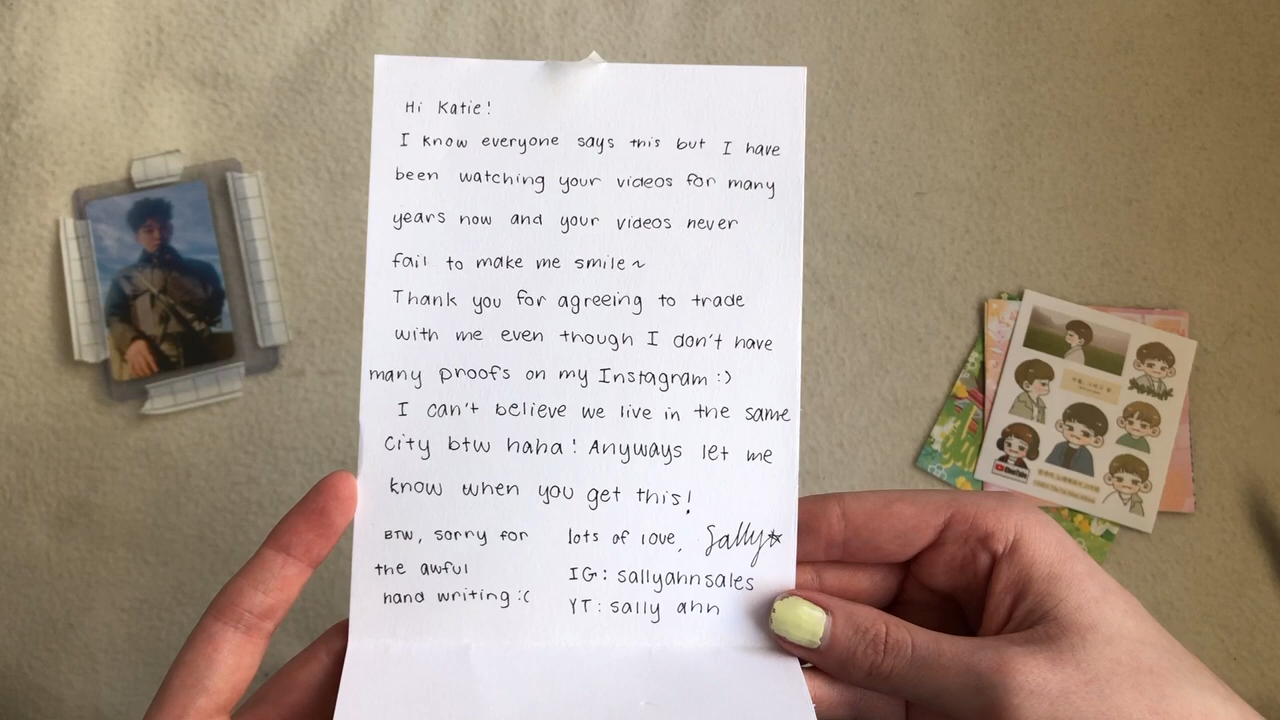 Hi Katie!
I know everyone says this but I have
been watching your videos for many
years now and your videos never
fail to make me smile~
Thank you for agreeing to trade
with me even though I don't have
many proofs on my Instagram :)
I can't believe we live in the same
City btw haha! Anyways let me
know when you get this!
BTW, sorry for
the awful
hand writing :(
lots of love, Sally☆
IG: sallyahnsales
YT: sally ahn
YouTube